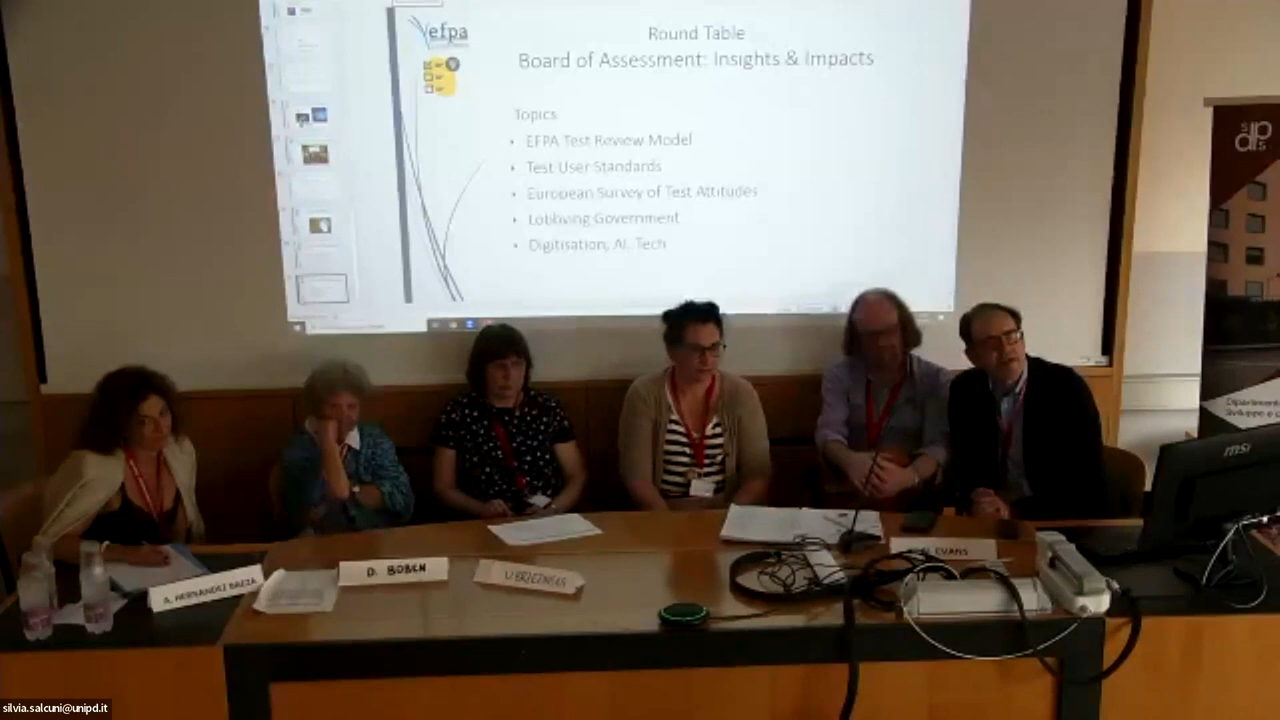 efpa
Round Table
Board of Assessment: Insights & Impacts
Topics
• EFPA Test Review Model
• Test User Standards
• European Survey of Test Attitudes
• Lobbying Government
• Digitisation, AI, Tech
msi
A. HERNANDEZ BAEZA
D. BOBEN
EVANS
silvia.salcuni@unipd.it